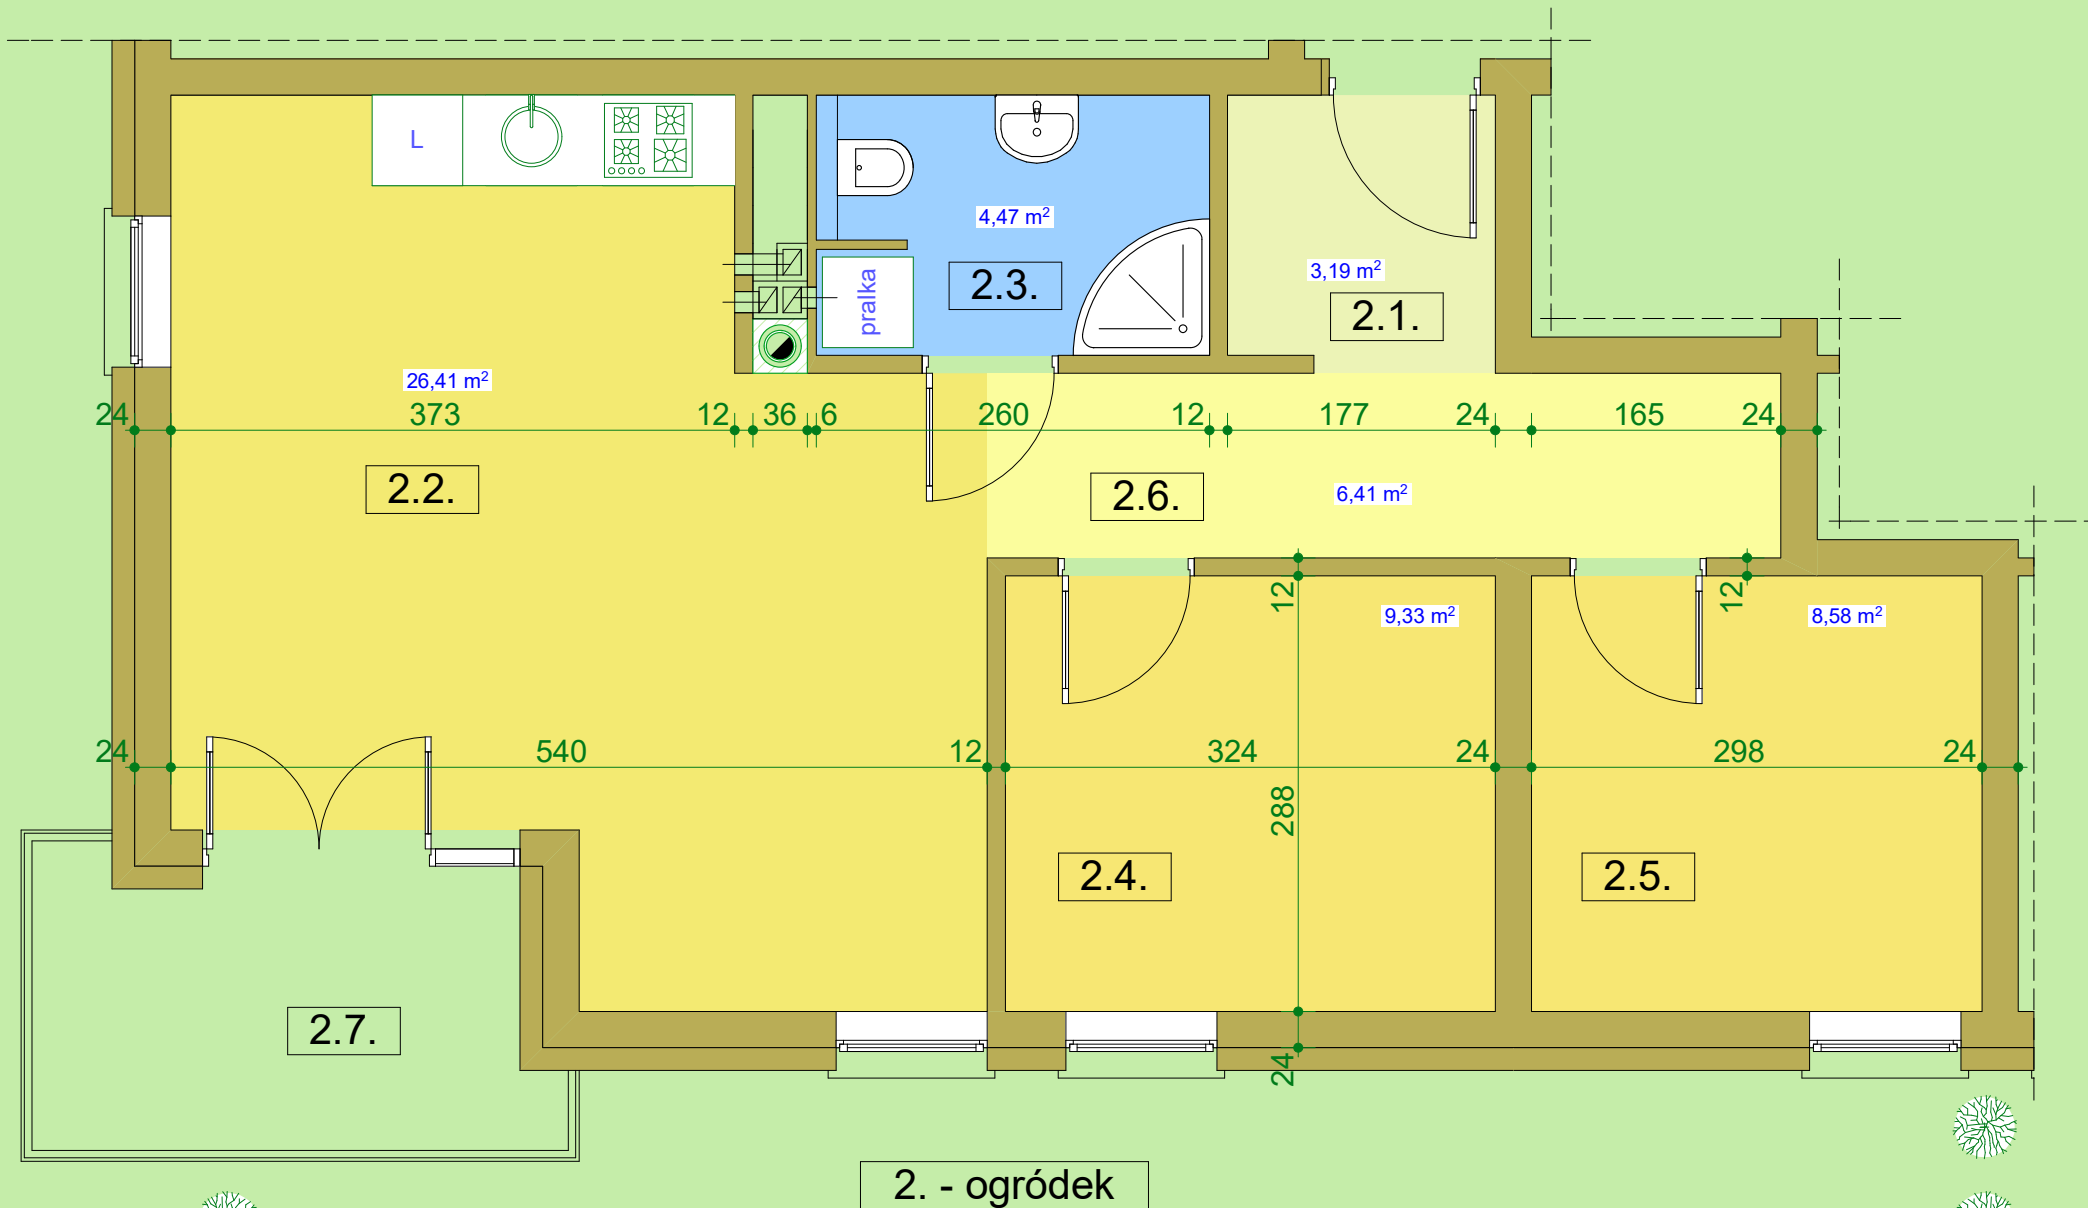 L
4,47 m²
2.3.
pralka
3,19 m²
2.1.
26,41 m²
24 373 12 36 6 260 12 177 24 165 24
2.2.
2.6.
6,41 m²
12
12
9,33 m²
8,58 m²
24 540 12 324 24 298 24
288
2.4.
2.5.
2.7.
24
2. - ogródek